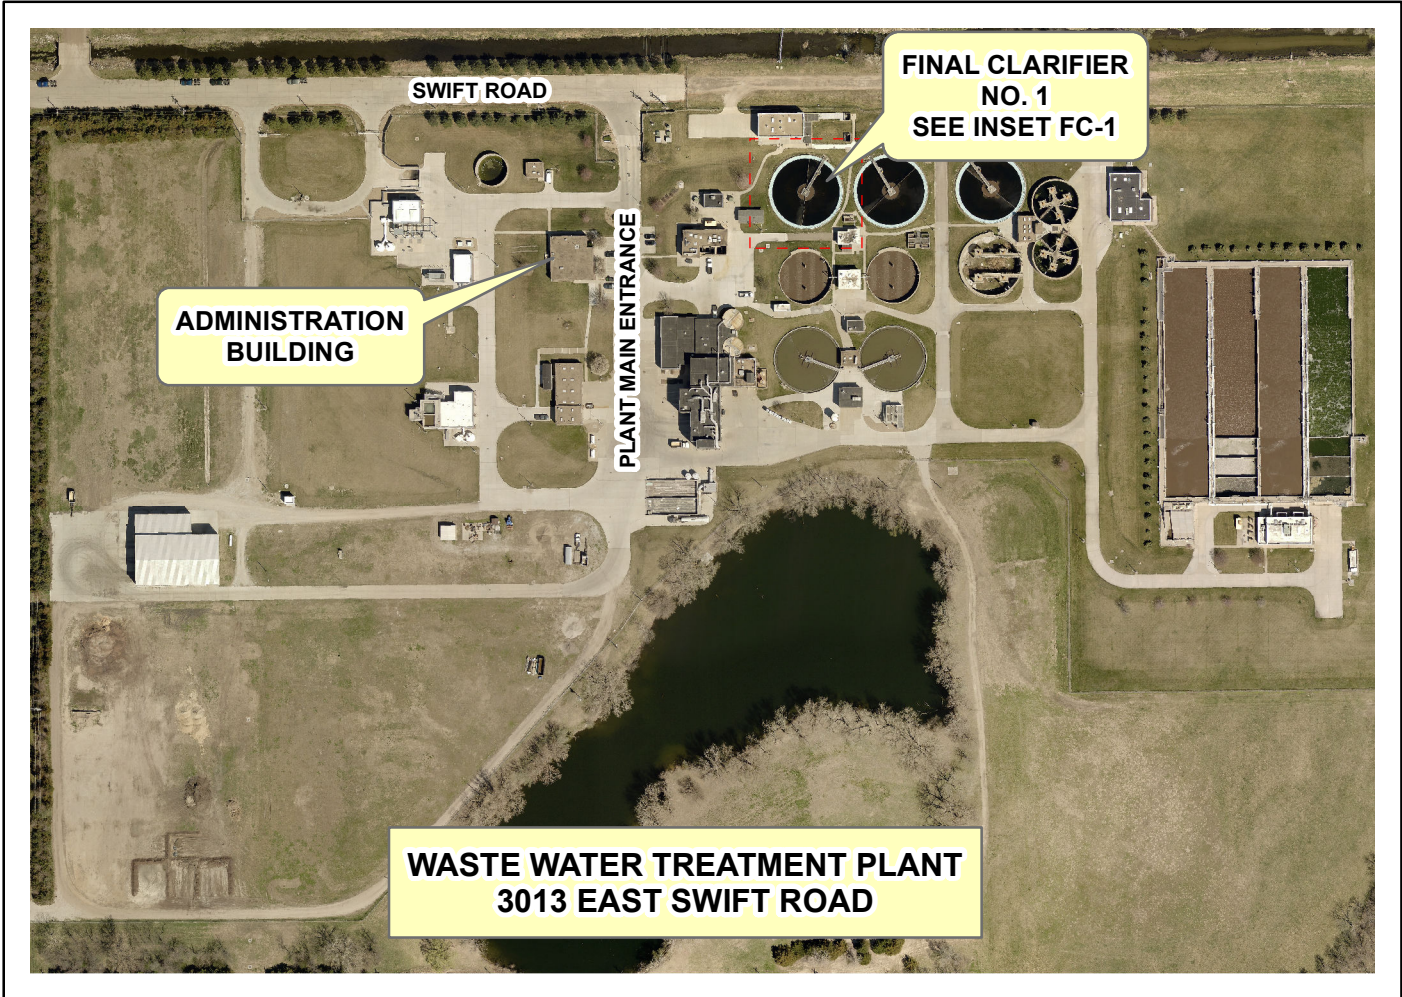 SWIFT ROAD
FINAL CLARIFIER
NO. 1
SEE INSET FC-1
PLANT MAIN ENTRANCE
ADMINISTRATION
BUILDING
WASTE WATER TREATMENT PLANT
3013 EAST SWIFT ROAD